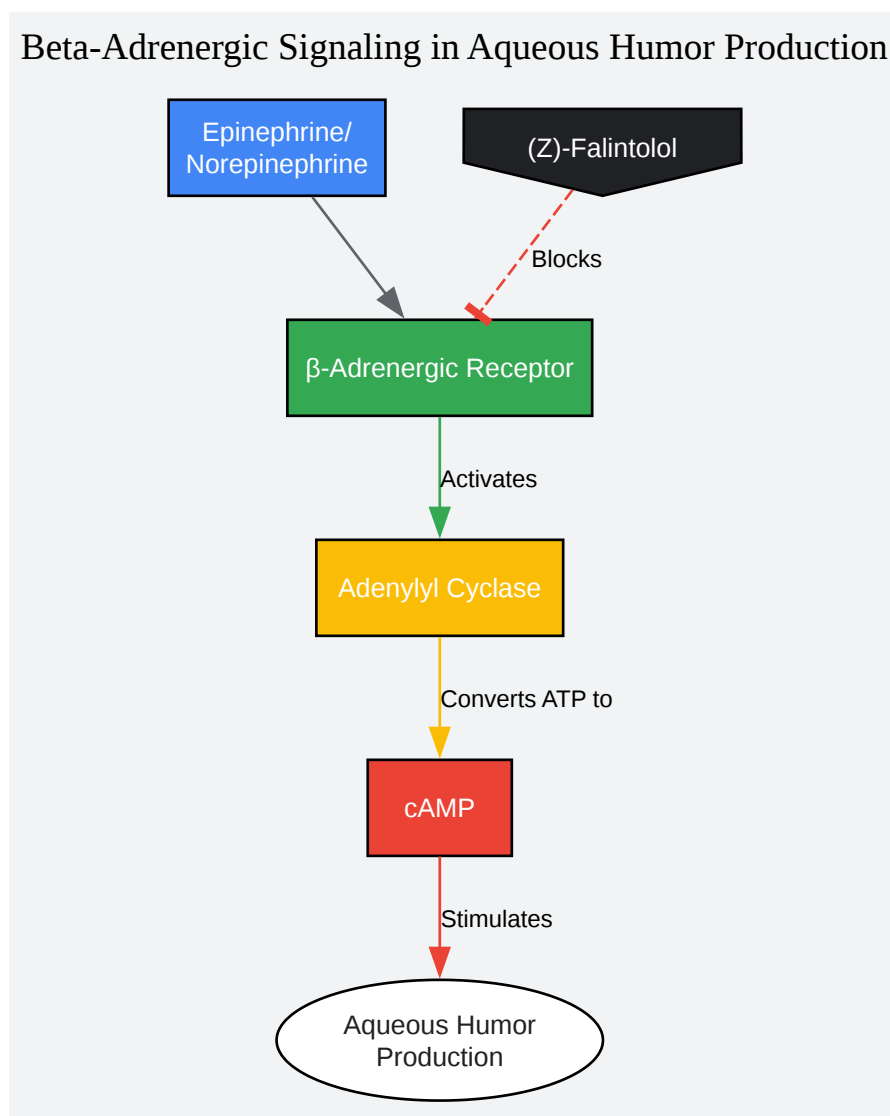 Beta-Adrenergic Signaling in Aqueous Humor Production
Epinephrine/
Norepinephrine
(Z)-Falintolol
Blocks
β-Adrenergic Receptor
Activates
Adenylyl Cyclase
Converts ATP to
cAMP
Stimulates
Aqueous Humor
Production